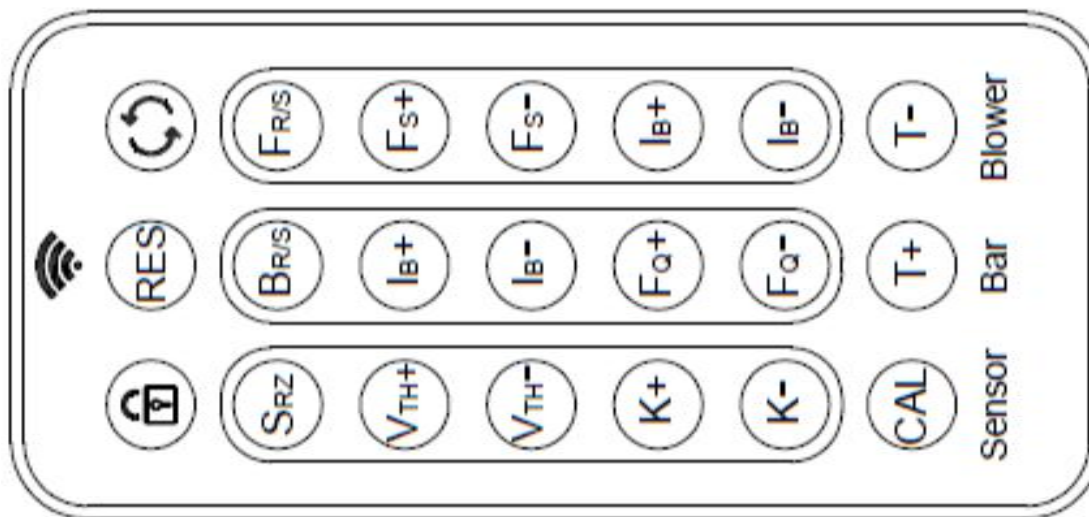 RES
SRZ BR/S FR/S
VTH+ IB+ FS+
VTH- IB- FS-
K+ FQ+ IB+
K- FQ- IB-
CAL T+ T-
Sensor Bar Blower